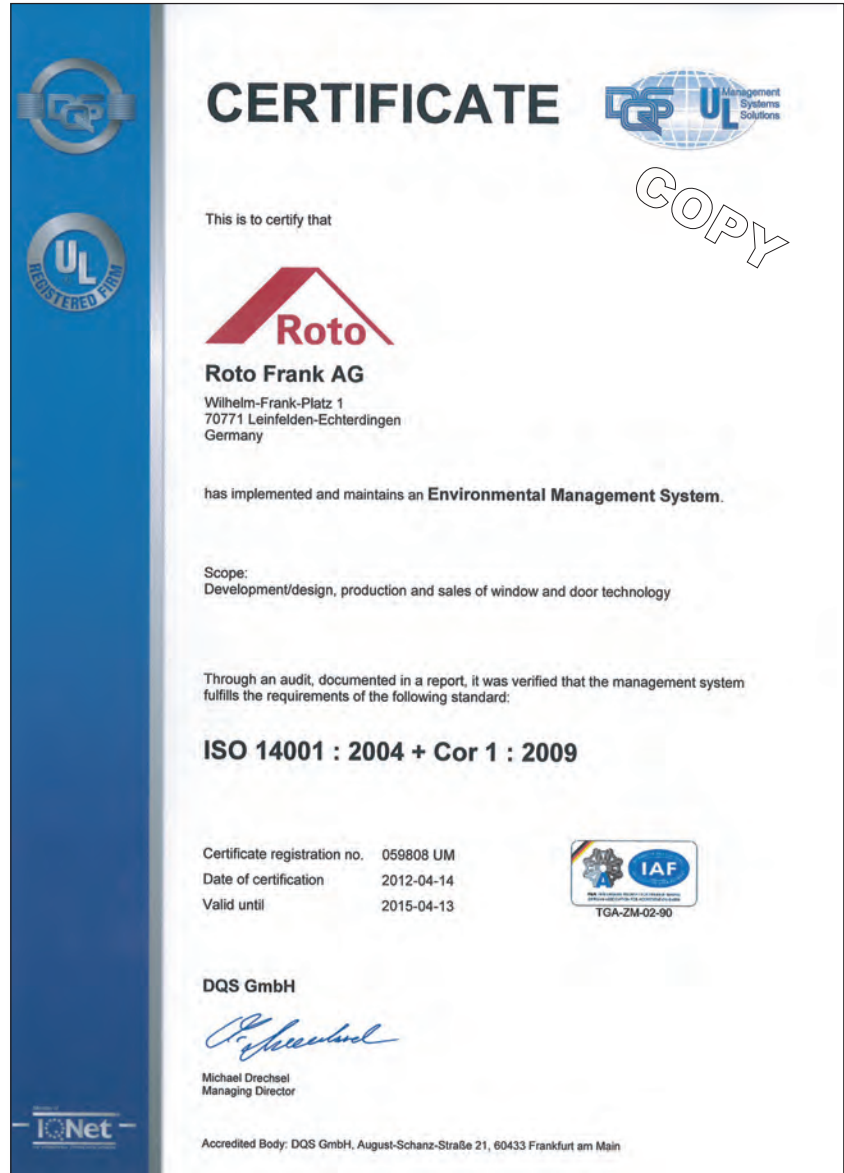 DQS
CERTIFICATE
DQS
UL
Management
Systems
Solutions
COPY
UL
REGISTERED FIRM
This is to certify that
Roto
Roto Frank AG
Wilhelm-Frank-Platz 1
70771 Leinfelden-Echterdingen
Germany
has implemented and maintains an Environmental Management System.
Scope:
Development/design, production and sales of window and door technology
Through an audit, documented in a report, it was verified that the management system
fulfills the requirements of the following standard:
ISO 14001 : 2004 + Cor 1 : 2009
Certificate registration no. 059808 UM
Date of certification 2012-04-14
Valid until 2015-04-13
IAF
TGA-ZM-02-90
DQS GmbH
Michael Drechsel
Managing Director
IQNet
Accredited Body: DQS GmbH, August-Schanz-Straße 21, 60433 Frankfurt am Main